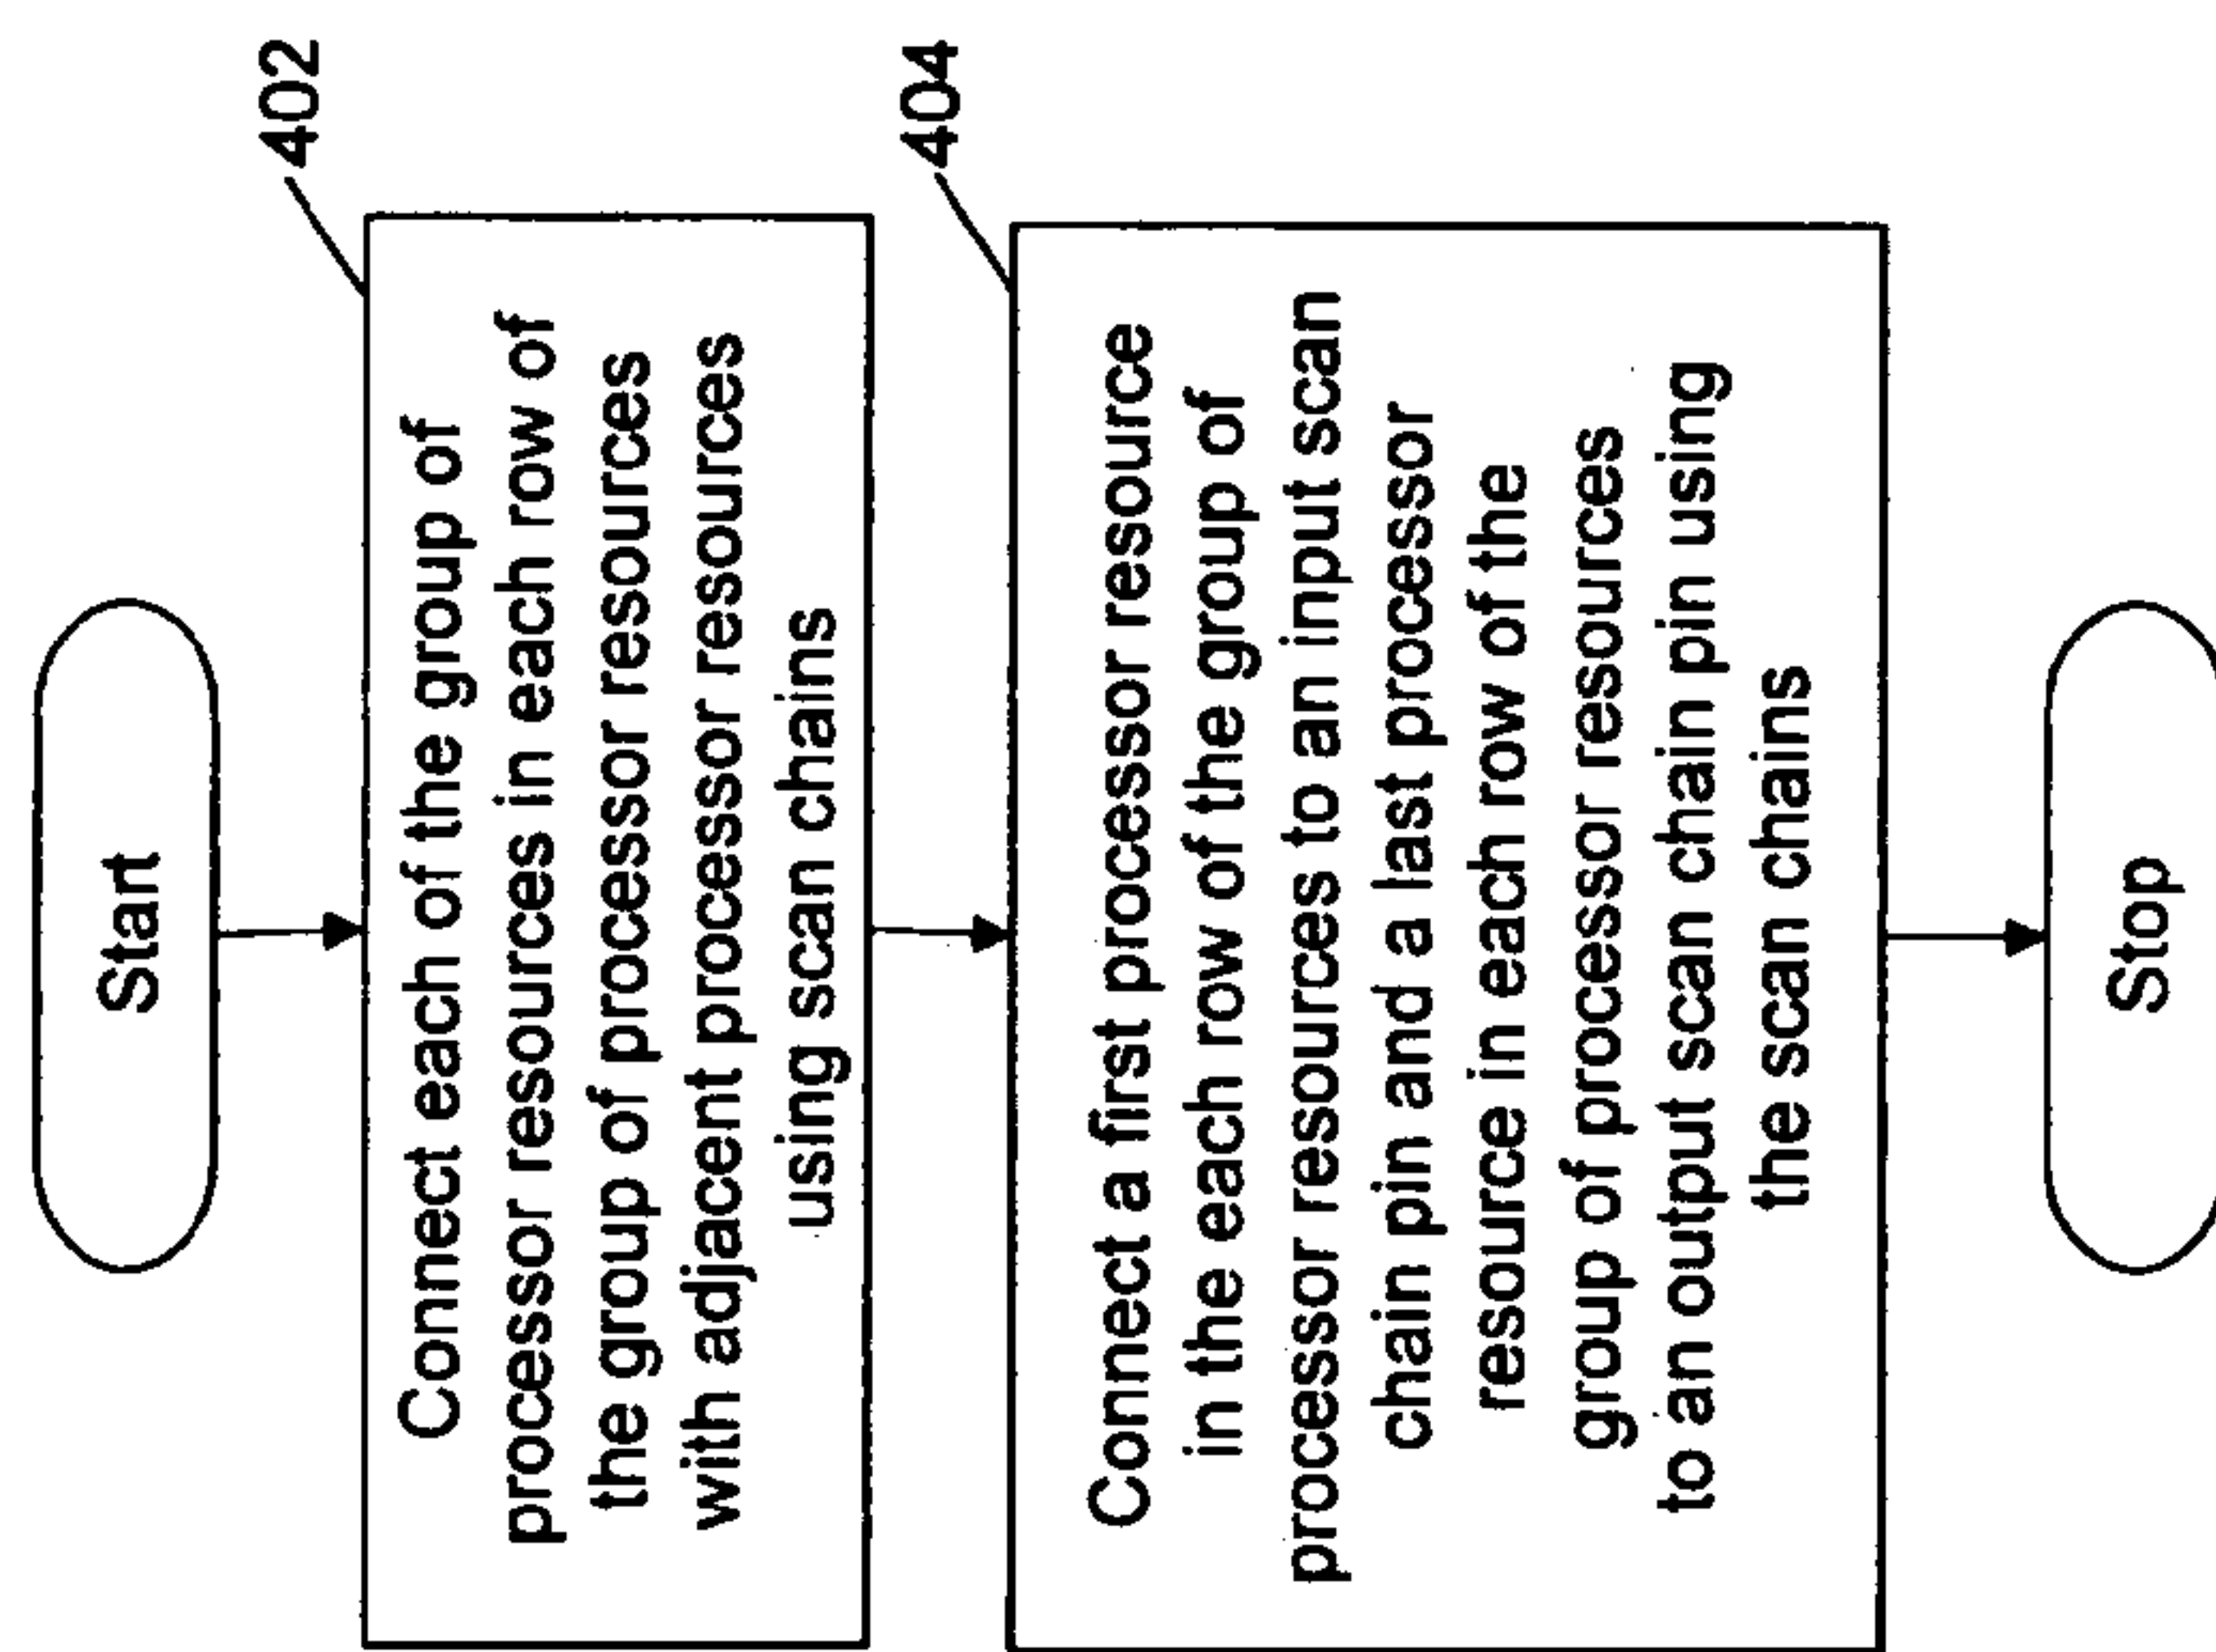 Start
402
Connect each of the group of
processor resources in each row of
the group of processor resources
with adjacent processor resources
using scan chains
404
Connect a first processor resource
in the each row of the group of
processor resources to an input scan
chain pin and a last processor
resource in each row of the
group of processor resources
to an output scan chain pin using
the scan chains
Stop